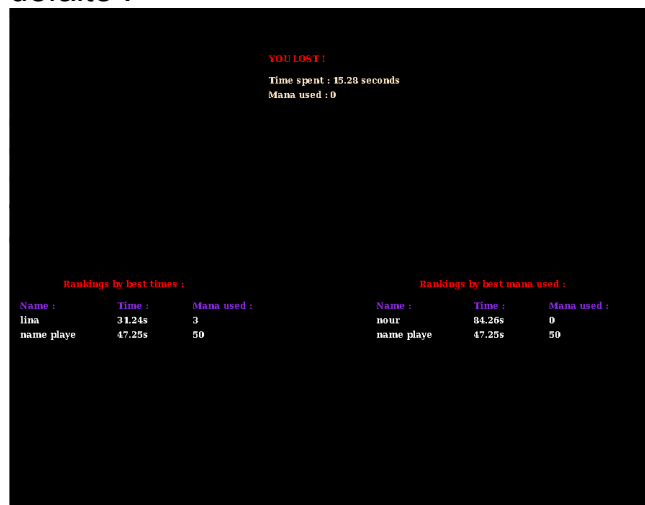 YOU LOST !
Time spent : 15.28 seconds
Mana used : 0
Rankings by best times :
Name : Time : Mana used :
lina 31.24s 3
name playe 47.25s 50
Rankings by best mana used :
Name : Time : Mana used :
nour 84.26s 0
name playe 47.25s 50